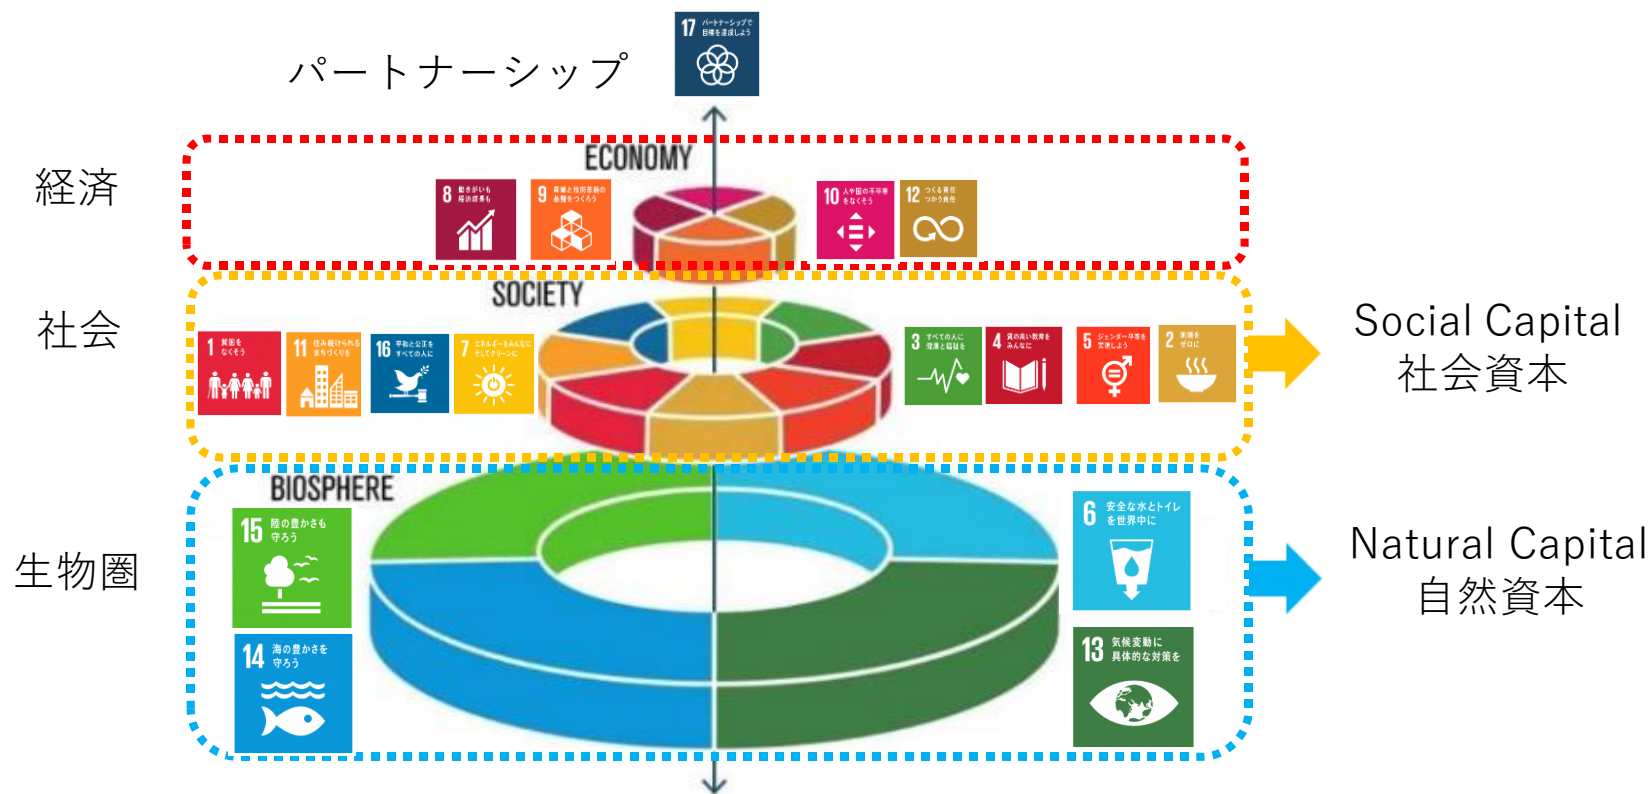 17 パートナーシップで
目標を達成しよう
パートナーシップ
ECONOMY
経済
8 働きがいも
経済成長も
9 産業と技術革新の
基盤をつくろう
10 人や国の不平等
をなくそう
12 つくる責任
つかう責任
SOCIETY
社会
1 貧困を
なくそう
11 住み続けられる
まちづくりを
16 平和と公正を
すべての人に
7 エネルギーをみんなに
そしてクリーンに
3 すべての人に
健康と福祉を
4 質の高い教育を
みんなに
5 ジェンダー平等を
実現しよう
2 飢餓を
ゼロに
Social Capital
社会資本
BIOSPHERE
生物圏
15 陸の豊かさも
守ろう
6 安全な水とトイレ
を世界中に
14 海の豊かさを
守ろう
13 気候変動に
具体的な対策を
Natural Capital
自然資本